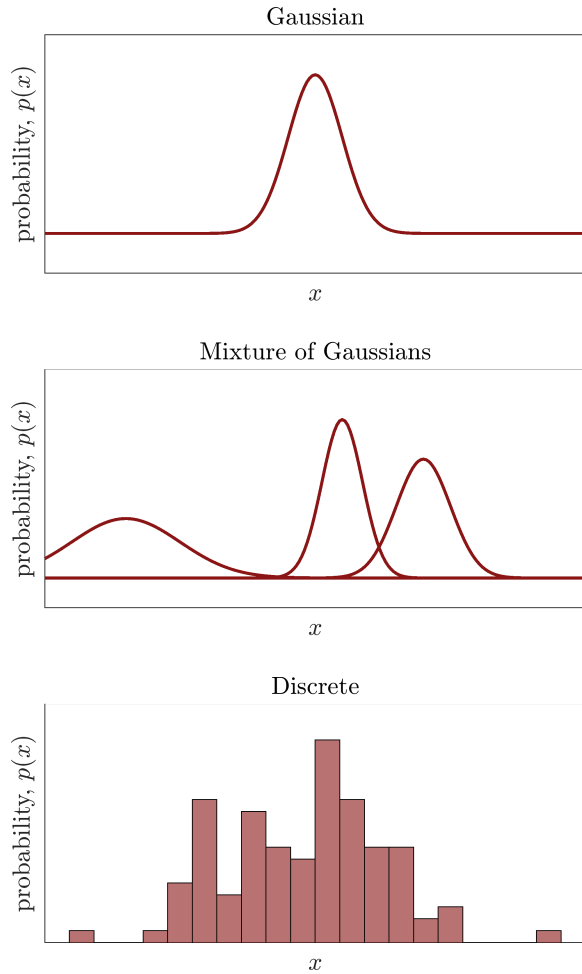 Gaussian
probability, p(x)
x
Mixture of Gaussians
probability, p(x)
x
Discrete
probability, p(x)
x